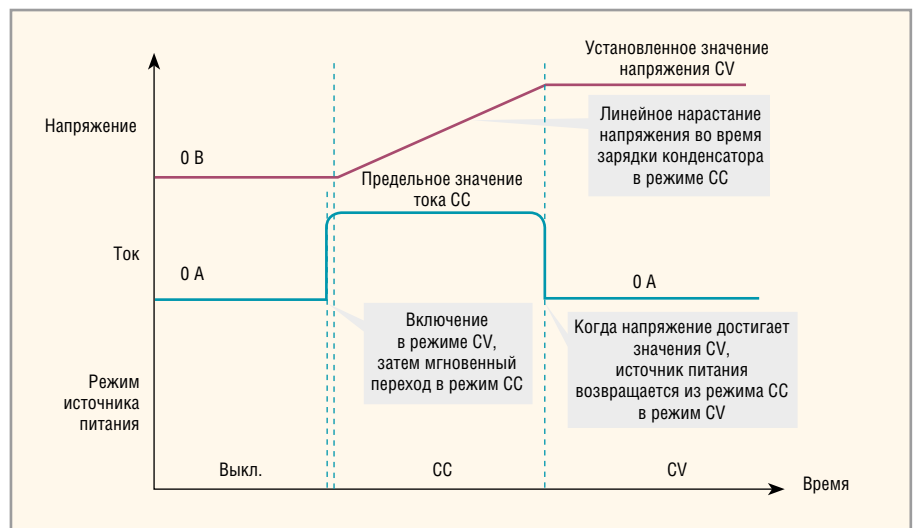 Установленное значение
напряжения CV
Напряжение
Линейное нарастание
напряжения во время
зарядки конденсатора
в режиме CC
0 В
Предельное значение
тока CC
Ток
0 А
0 А
Включение
в режиме CV,
затем мгновенный
переход в режим CC
Когда напряжение достигает
значения CV,
источник питания
возвращается из режима CC
в режим CV
Режим
источника
питания
Выкл.
CC
CV
Время